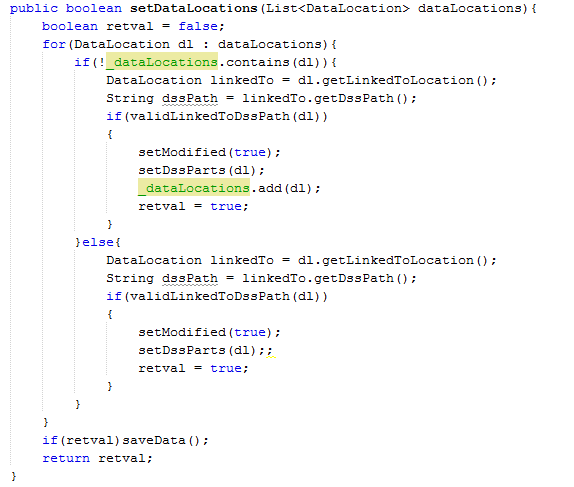 public boolean setDataLocations(List<DataLocation> dataLocations){
    boolean retval = false;
    for(DataLocation dl : dataLocations){
        if(!_dataLocations.contains(dl)){
            DataLocation linkedTo = dl.getLinkedToLocation();
            String dssPath = linkedTo.getDssPath();
            if(validLinkedToDssPath(dl))
            {
                setModified(true);
                setDssParts(dl);
                _dataLocations.add(dl);
                retval = true;
            }
        }else{
            DataLocation linkedTo = dl.getLinkedToLocation();
            String dssPath = linkedTo.getDssPath();
            if(validLinkedToDssPath(dl))
            {
                setModified(true);
                setDssParts(dl);;
                retval = true;
            }
        }
    }
    if(retval)saveData();
    return retval;
}